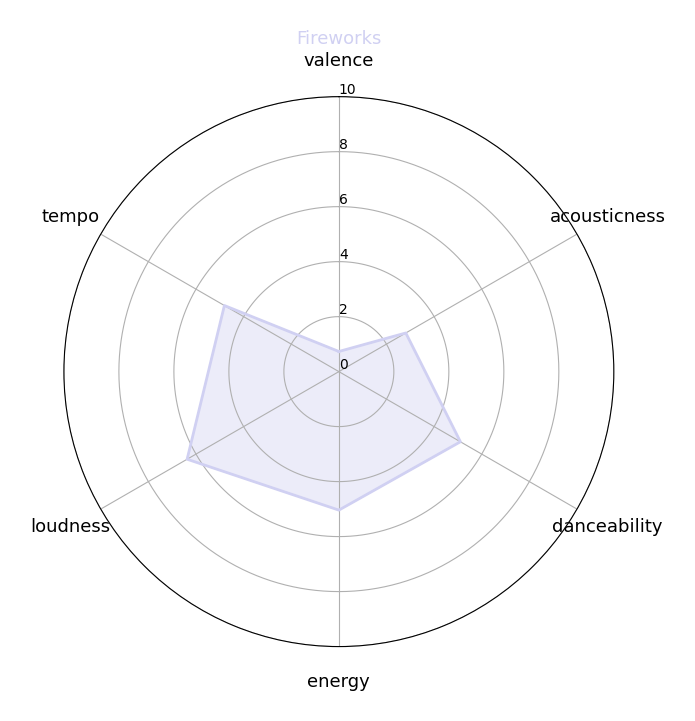 Fireworks
valence
10
8
tempo
acousticness
6
4
2
0
loudness
danceability
energy